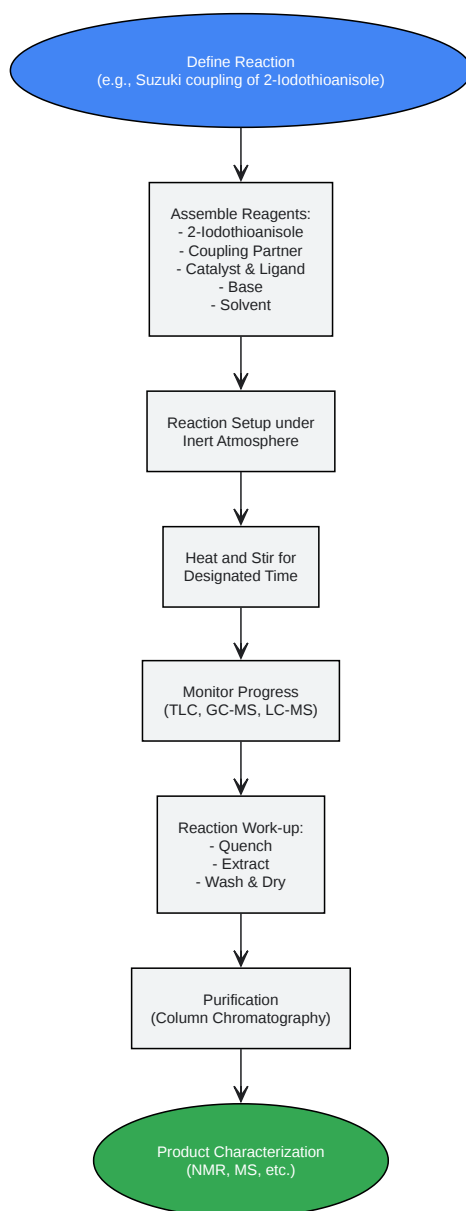 Define Reaction
(e.g., Suzuki coupling of 2-Iodothioanisole)
Assemble Reagents:
- 2-Iodothioanisole
- Coupling Partner
- Catalyst & Ligand
- Base
- Solvent
Reaction Setup under
Inert Atmosphere
Heat and Stir for
Designated Time
Monitor Progress
(TLC, GC-MS, LC-MS)
Reaction Work-up:
- Quench
- Extract
- Wash & Dry
Purification
(Column Chromatography)
Product Characterization
(NMR, MS, etc.)